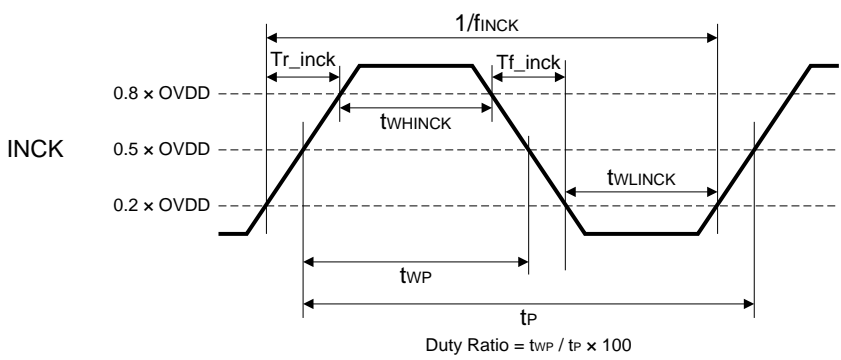 1/fINCK
Tr_inck
Tf_inck
0.8 × OVDD
tWHINCK
INCK
0.5 × OVDD
tWLINCK
0.2 × OVDD
tWP
tP
Duty Ratio = tWP / tP × 100